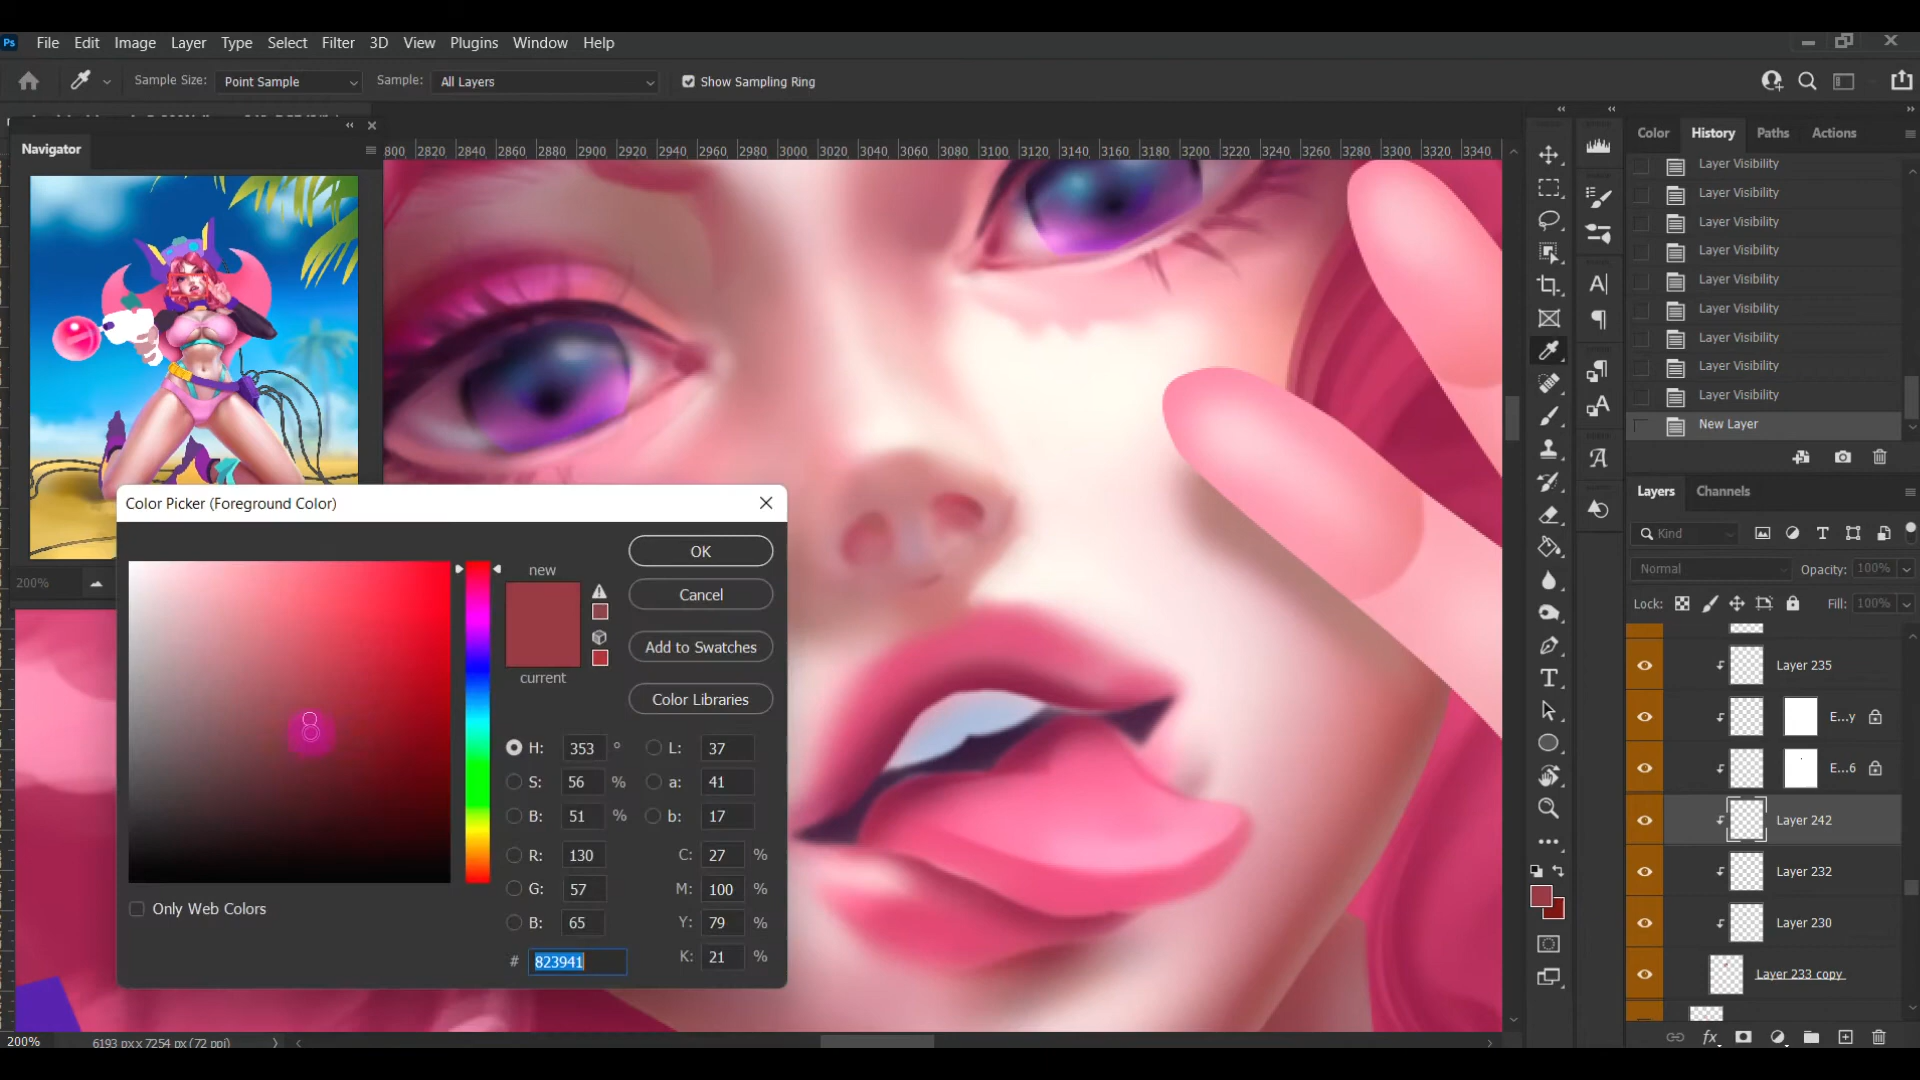 Ps File Edit Image Layer Type Select Filter 3D View Plugins Window Help
Sample Size: Point Sample Sample: All Layers Show Sampling Ring
Navigator
800 2820 2840 2860 2880 2900 2920 2940 2960 2980 3000 3020 3040 3060 3080 3100 3120 3140 3160 3180 3200 3220 3240 3260 3280 3300 3320 3340
200%
Color Picker (Foreground Color)
new
current
OK
Cancel
Add to Swatches
Color Libraries
H: 353 ° L: 37
S: 56 % a: 41
B: 51 % b: 17
R: 130 C: 27 %
G: 57 M: 100 %
B: 65 Y: 79 %
# 823941 K: 21 %
Only Web Colors
200% 6193 px x 7254 px (72 ppi)
Color History Paths Actions
Layer Visibility
Layer Visibility
Layer Visibility
Layer Visibility
Layer Visibility
Layer Visibility
Layer Visibility
Layer Visibility
Layer Visibility
New Layer
Layers Channels
Kind
Normal Opacity: 100%
Lock: Fill: 100%
Layer 235
E...y
E...6
Layer 242
Layer 232
Layer 230
Layer 233 copy
fx